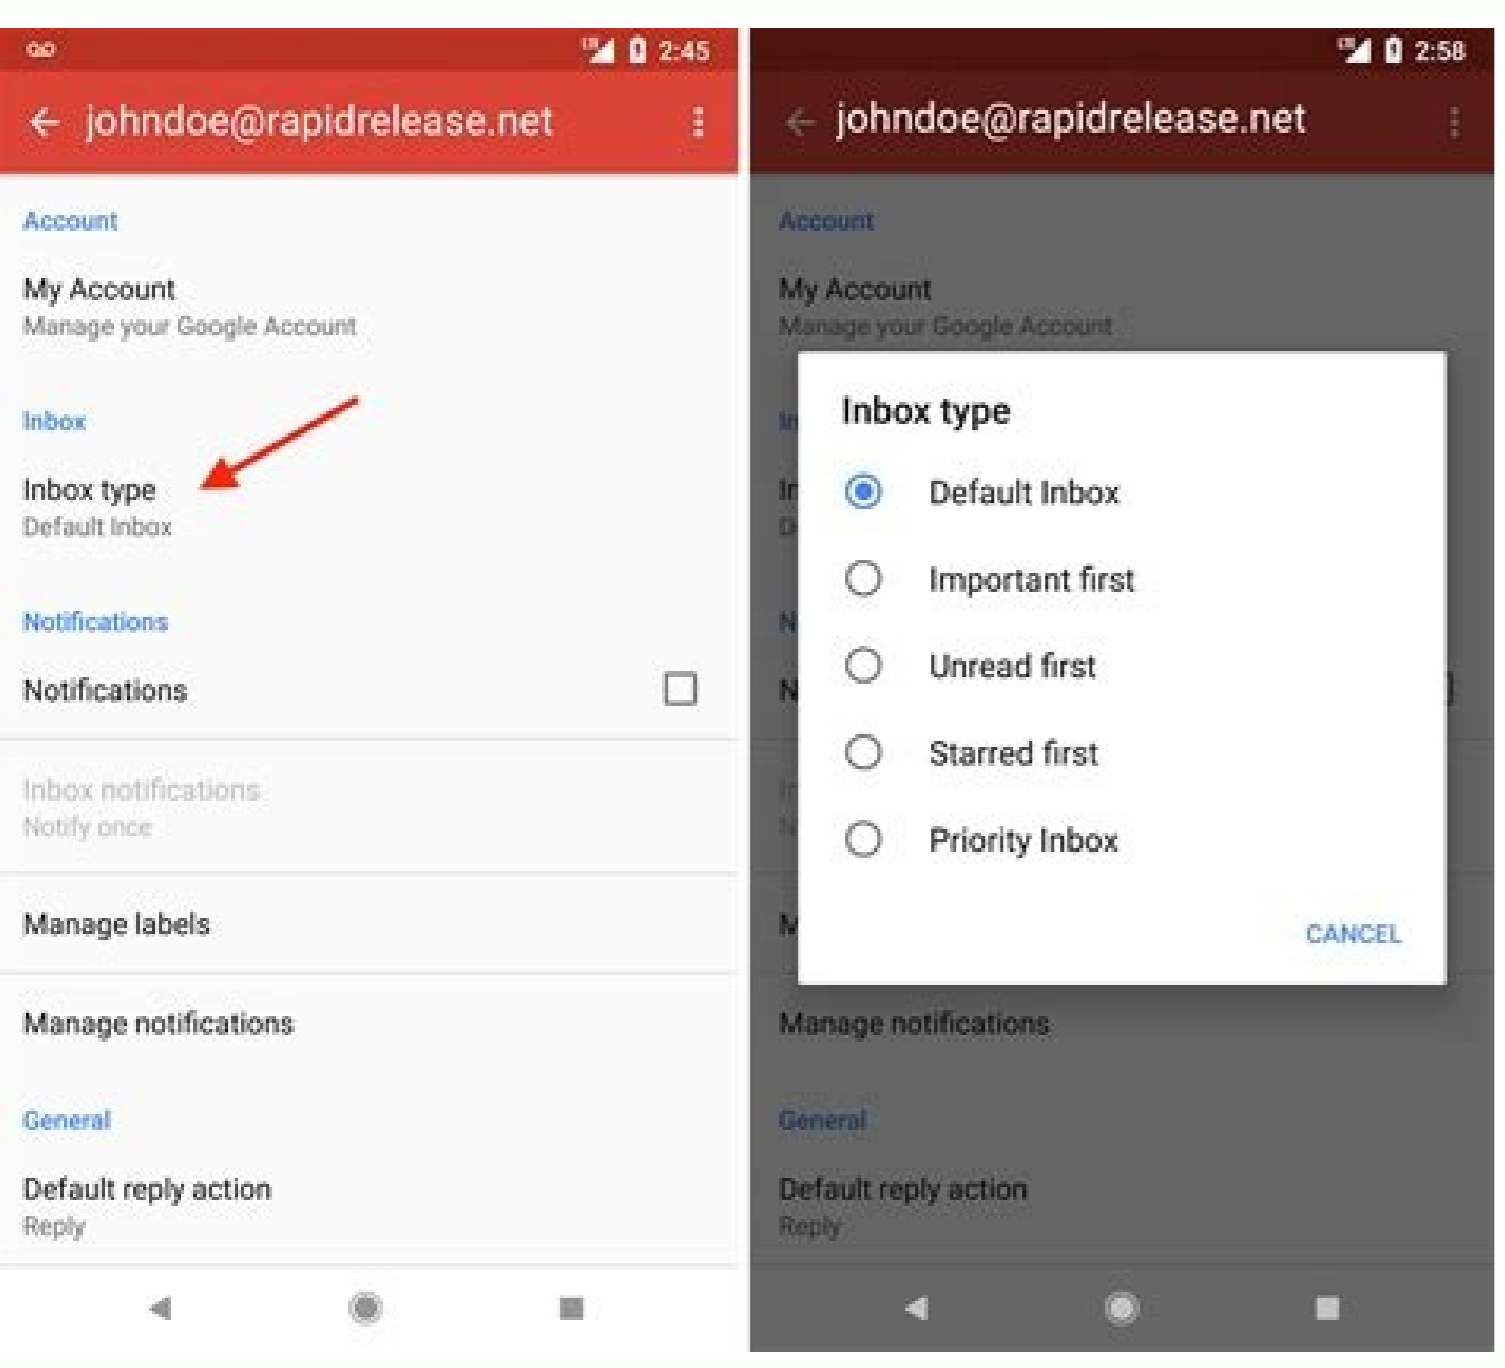 2:45
johndoe@rapidrelease.net
Account
My Account
Manage your Google Account
Inbox
Inbox type
Default Inbox
Notifications
Notifications
Inbox notifications
Notify once
Manage labels
Manage notifications
General
Default reply action
Reply
2:58
johndoe@rapidrelease.net
Account
My Account
Manage your Google Account
Inbox type
Default Inbox
Important first
Unread first
Starred first
Priority Inbox
CANCEL
Manage notifications
General
Default reply action
Reply